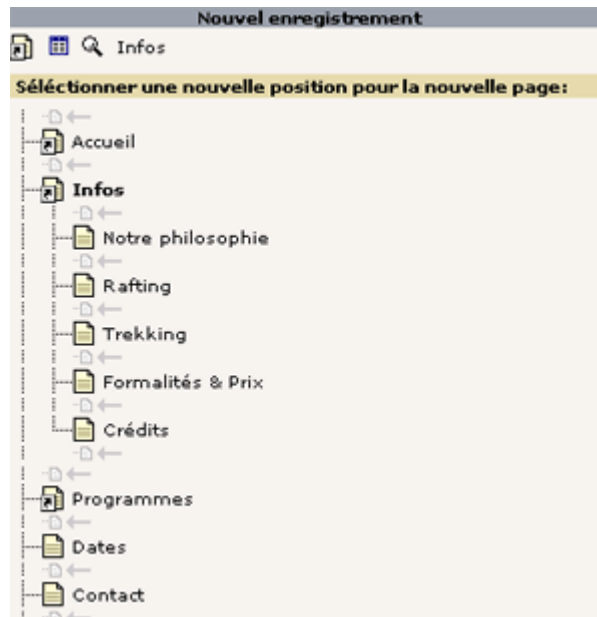 Nouvel enregistrement
Infos
Séléctionner une nouvelle position pour la nouvelle page:
Accueil
Infos
Notre philosophie
Rafting
Trekking
Formalités & Prix
Crédits
Programmes
Dates
Contact